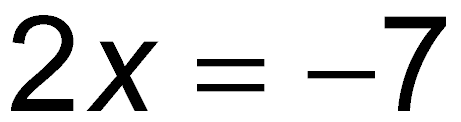 2x = –7